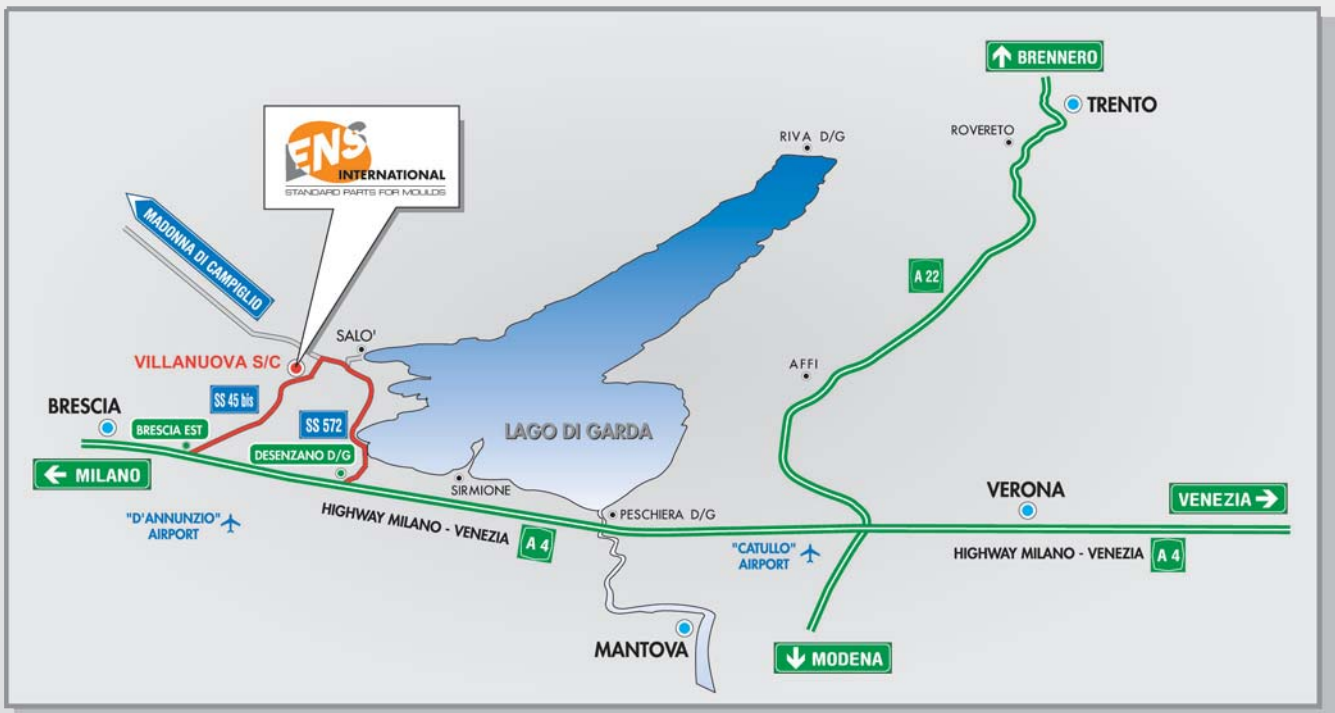 BRENNERO
TRENTO
ROVERETO
RIVA D/G
ENS
INTERNATIONAL
STANDARD PARTS FOR MOULDS
MADONNA DI CAMPIGLIO
A 22
SALO'
VILLANUOVA S/C
AFFI
SS 45 bis
BRESCIA
SS 572
BRESCIA EST
LAGO DI GARDA
DESENZANO D/G
MILANO
SIRMIONE
VERONA
VENEZIA
PESCHIERA D/G
"D'ANNUNZIO"
AIRPORT
HIGHWAY MILANO - VENEZIA
A 4
"CATULLO"
AIRPORT
HIGHWAY MILANO - VENEZIA
A 4
MANTOVA
MODENA